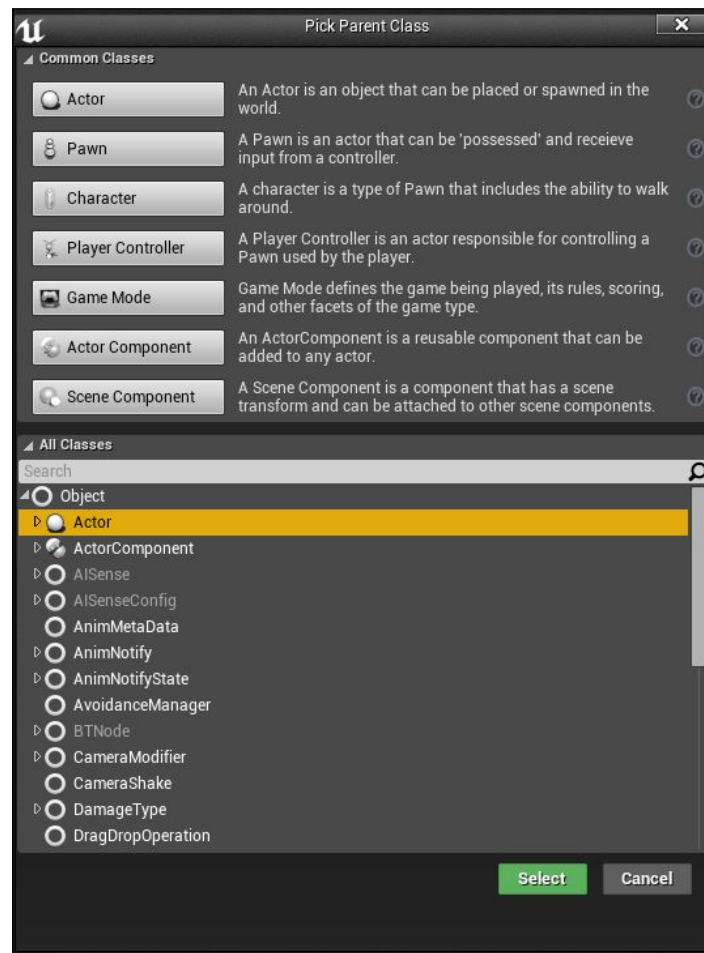 Pick Parent Class
Common Classes
Actor
An Actor is an object that can be placed or spawned in the
world.
Pawn
A Pawn is an actor that can be 'possessed' and receieve
input from a controller.
Character
A character is a type of Pawn that includes the ability to walk
around.
Player Controller
A Player Controller is an actor responsible for controlling a
Pawn used by the player.
Game Mode
Game Mode defines the game being played, its rules, scoring,
and other facets of the game type.
Actor Component
An ActorComponent is a reusable component that can be
added to any actor.
Scene Component
A Scene Component is a component that has a scene
transform and can be attached to other scene components.
All Classes
Search
Object
Actor
ActorComponent
AISense
AISenseConfig
AnimMetaData
AnimNotify
AnimNotifyState
AvoidanceManager
BTNode
CameraModifier
CameraShake
DamageType
DragDropOperation
Select Cancel